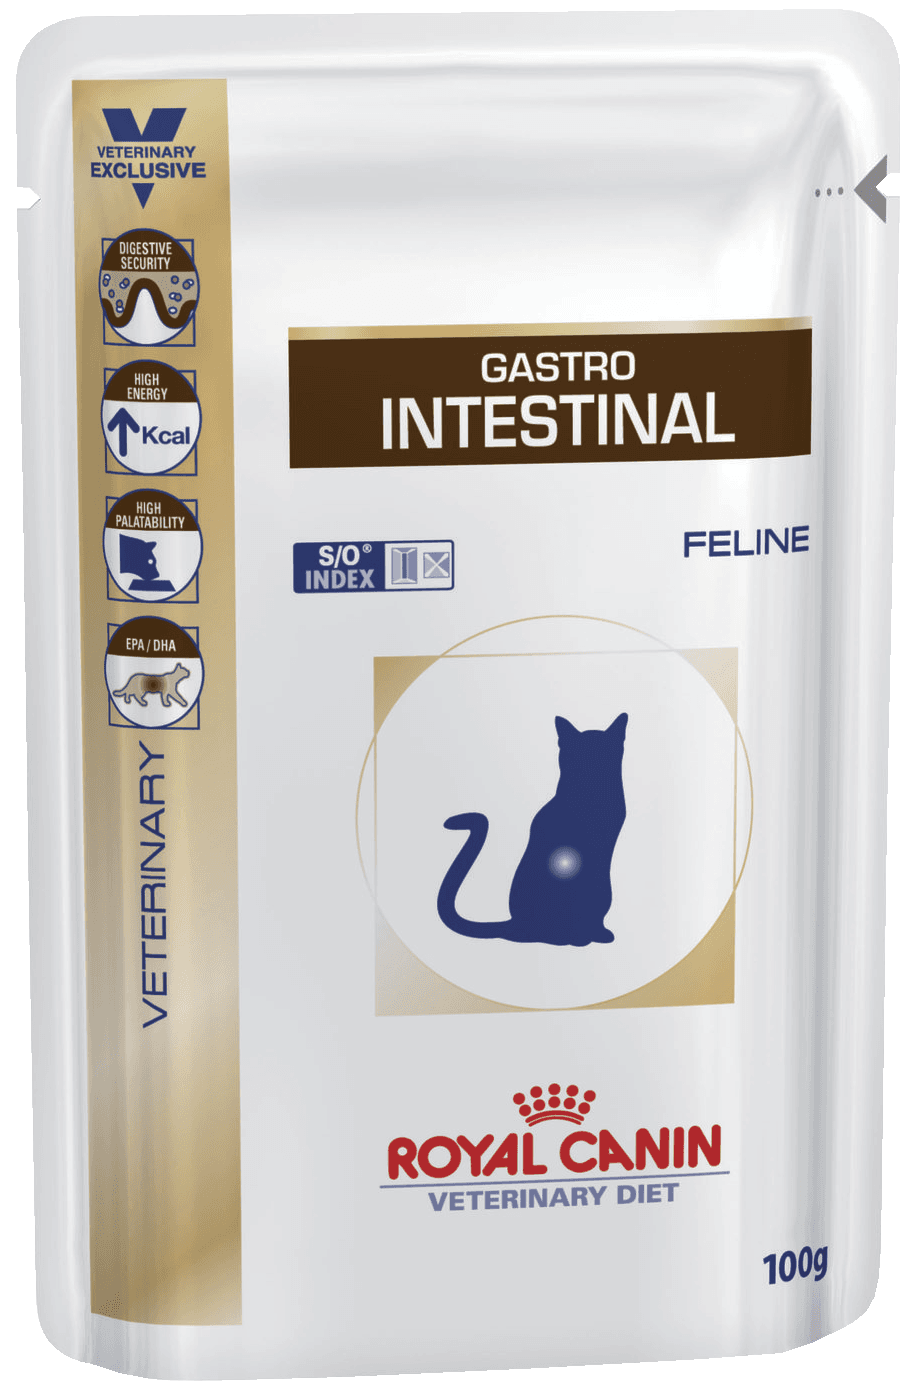 VETERINARY
EXCLUSIVE
DIGESTIVE
SECURITY
HIGH
ENERGY
Kcal
HIGH
PALATABILITY
EPA / DHA
VETERINARY
GASTRO
INTESTINAL
S/O®
INDEX
FELINE
ROYAL CANIN
VETERINARY DIET
100g